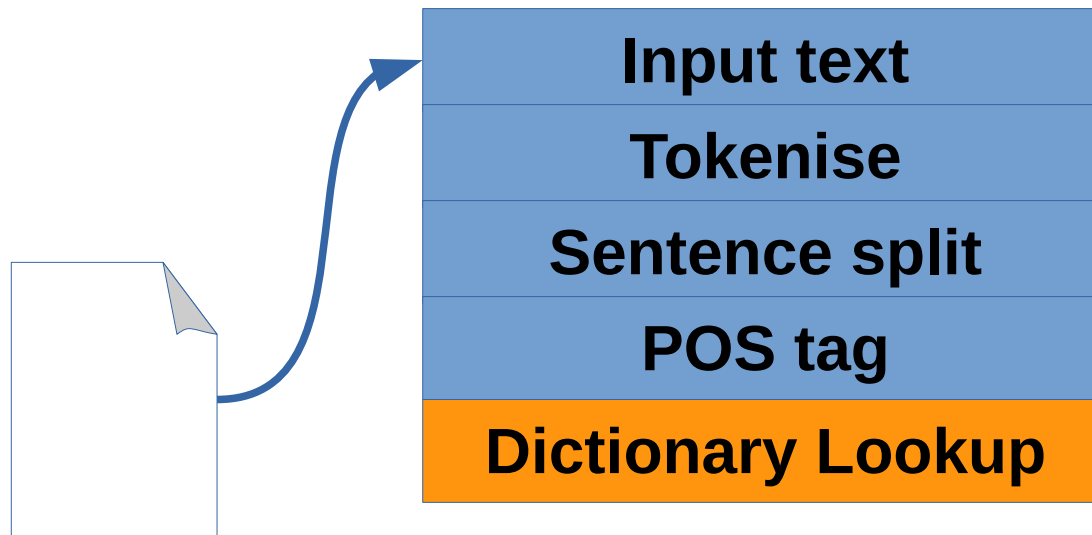 Input text
Tokenise
Sentence split
POS tag
Dictionary Lookup